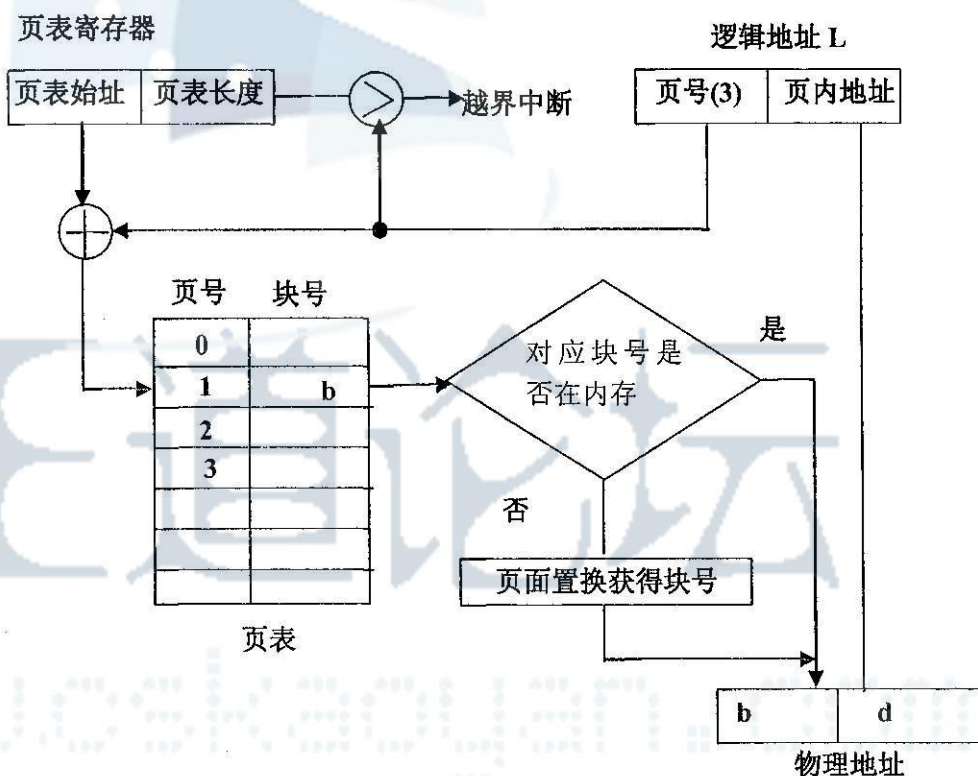 页表寄存器
逻辑地址 L
页表始址 页表长度
越界中断
页号(3) 页内地址
页号 块号
0
1 b
2
3
对应块号是
否在内存
是
否
页面置换获得块号
页表
b d
物理地址